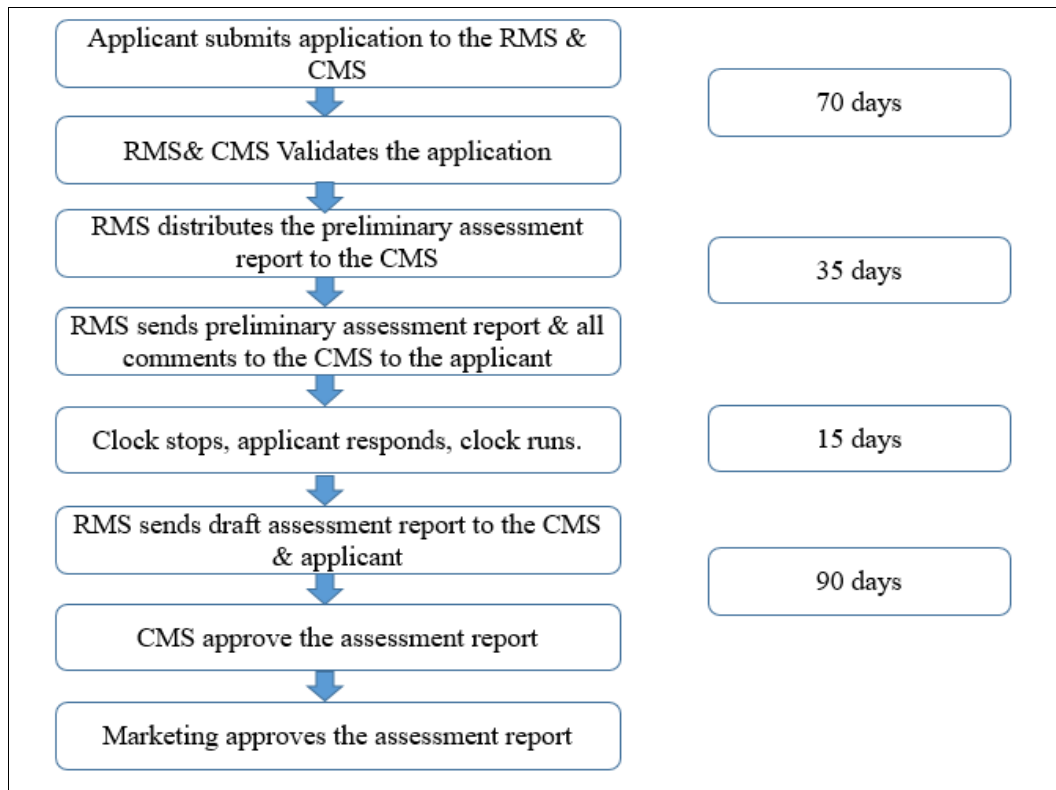 Applicant submits application to the RMS &
CMS
70 days
RMS& CMS Validates the application
RMS distributes the preliminary assessment
report to the CMS
35 days
RMS sends preliminary assessment report & all
comments to the CMS to the applicant
Clock stops, applicant responds, clock runs.
15 days
RMS sends draft assessment report to the CMS
& applicant
90 days
CMS approve the assessment report
Marketing approves the assessment report